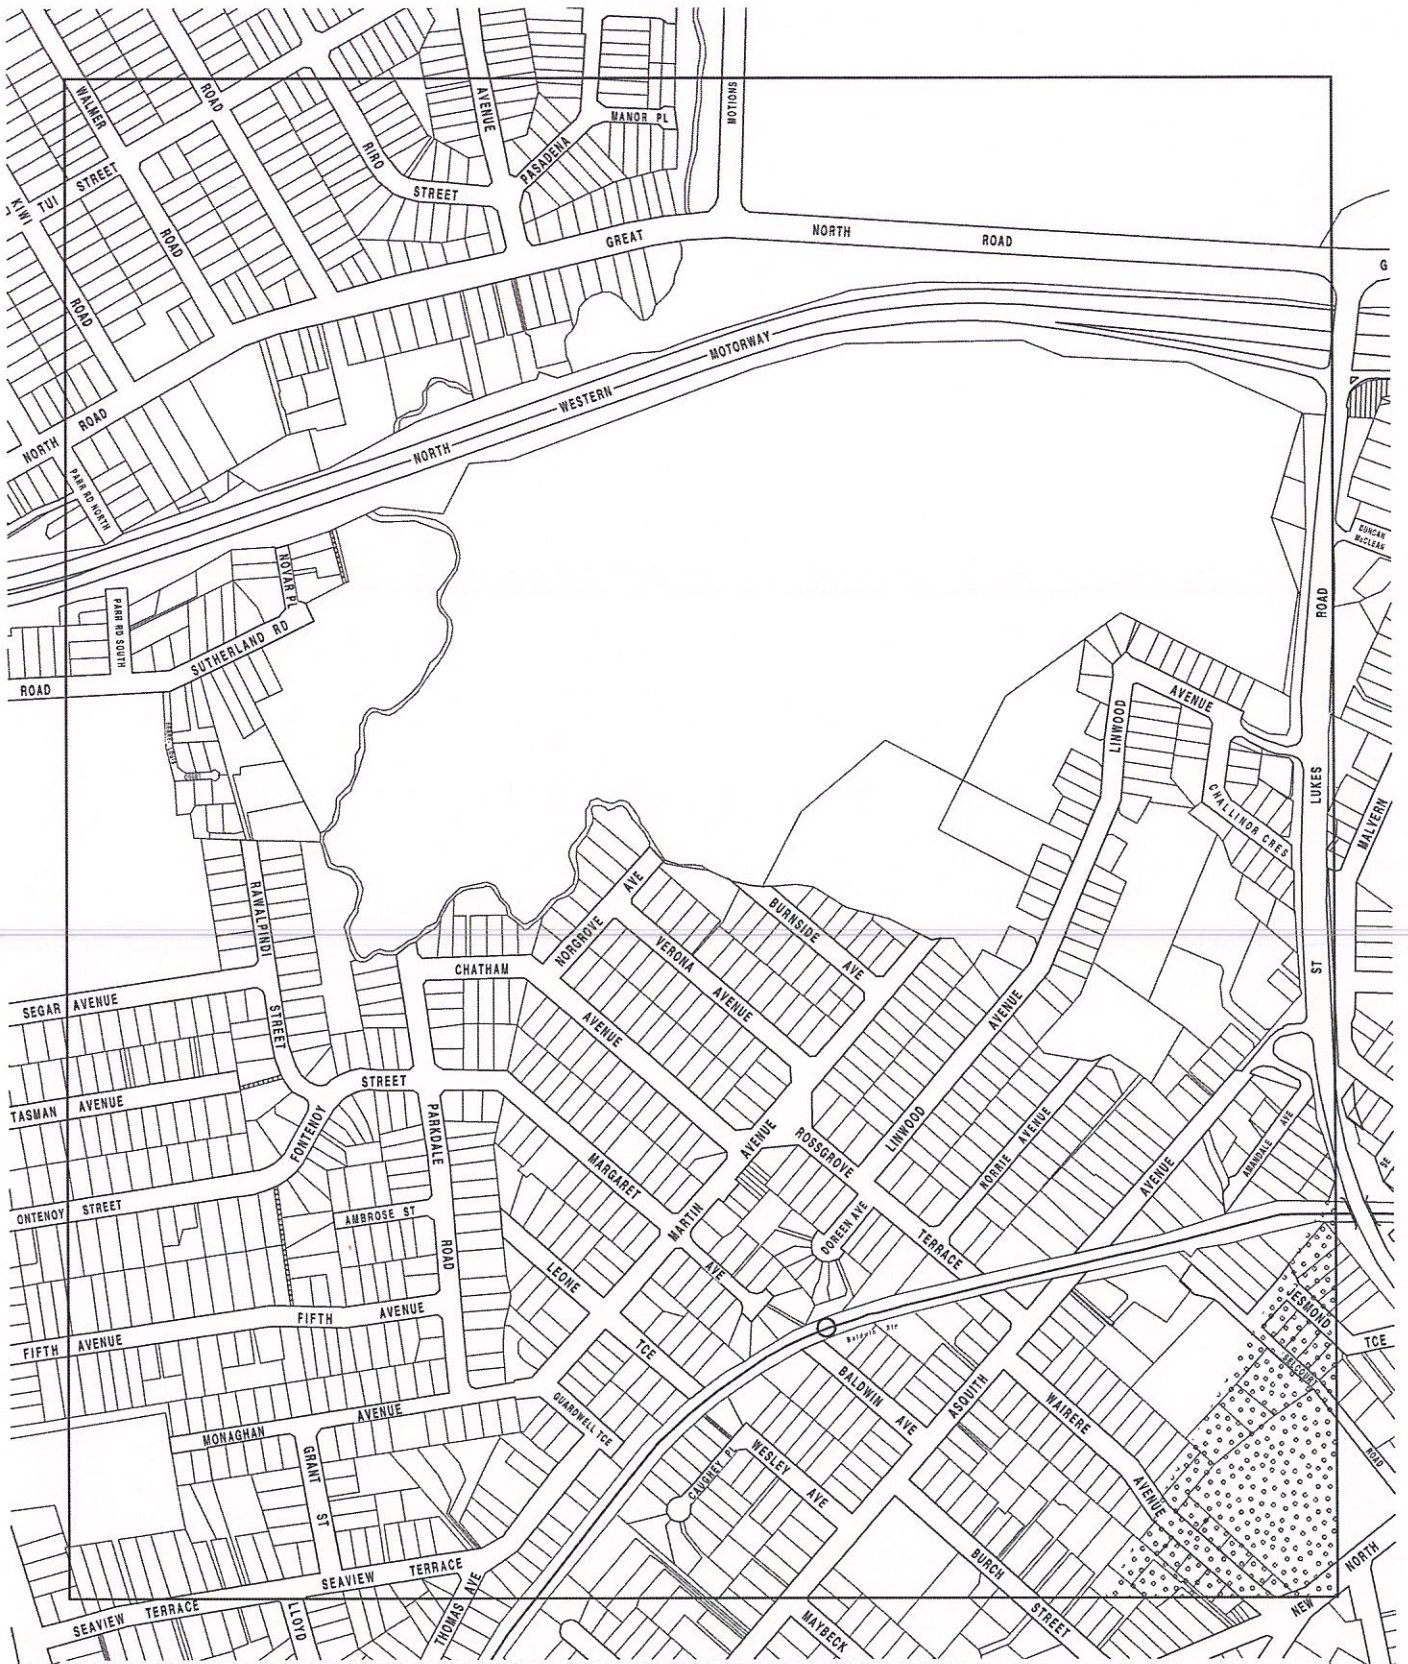 WALMER
ROAD
ROAD
RIRO
STREET
AVENUE
PASADENA
MANOR PL
MOTIONS
KIWI
ROAD
TUI STREET
GREAT
NORTH
ROAD
G
NORTH ROAD
PARR RD NORTH
NORTH
WESTERN
MOTORWAY
DUNCAN
McCLEAN
NOVAR PL
PARR RD SOUTH
SUTHERLAND RD
ROAD
ROAD
LINWOOD
AVENUE
CHALLINOR CRES
LUKES
ST
MALVERN
COURT
RAWALPINDI
STREET
NORGROVE
AVE
VERONA
AVENUE
BURNSIDE
AVE
CHATHAM
AVENUE
SEGAR AVENUE
TASMAN AVENUE
STREET
FONTENOY
PARKDALE
ROAD
MARGARET
AVE
MARTIN
AVENUE
ROSSGROVE
TERRACE
LINWOOD
AVENUE
NORRIE AVENUE
AVENUE
AMANDALE AVE
ONTENOY STREET
AMBROSE ST
DOREEN AVE
LEONE
TCE
FIFTH AVENUE
FIFTH
AVENUE
Baldwin Str
BALDWIN
AVE
ASQUITH
WAIRERE
AVENUE
JESMOND
TCE
BELCOURT
ROAD
MONAGHAN
AVENUE
GRANT
ST
GUARDWELL TCE
CAUGHEY PL
WESLEY
AVE
BURCH
STREET
SEAVIEW TERRACE
SEAVIEW TERRACE
LLOYD
THOMAS AVE
MAYBECK
NEW
NORTH